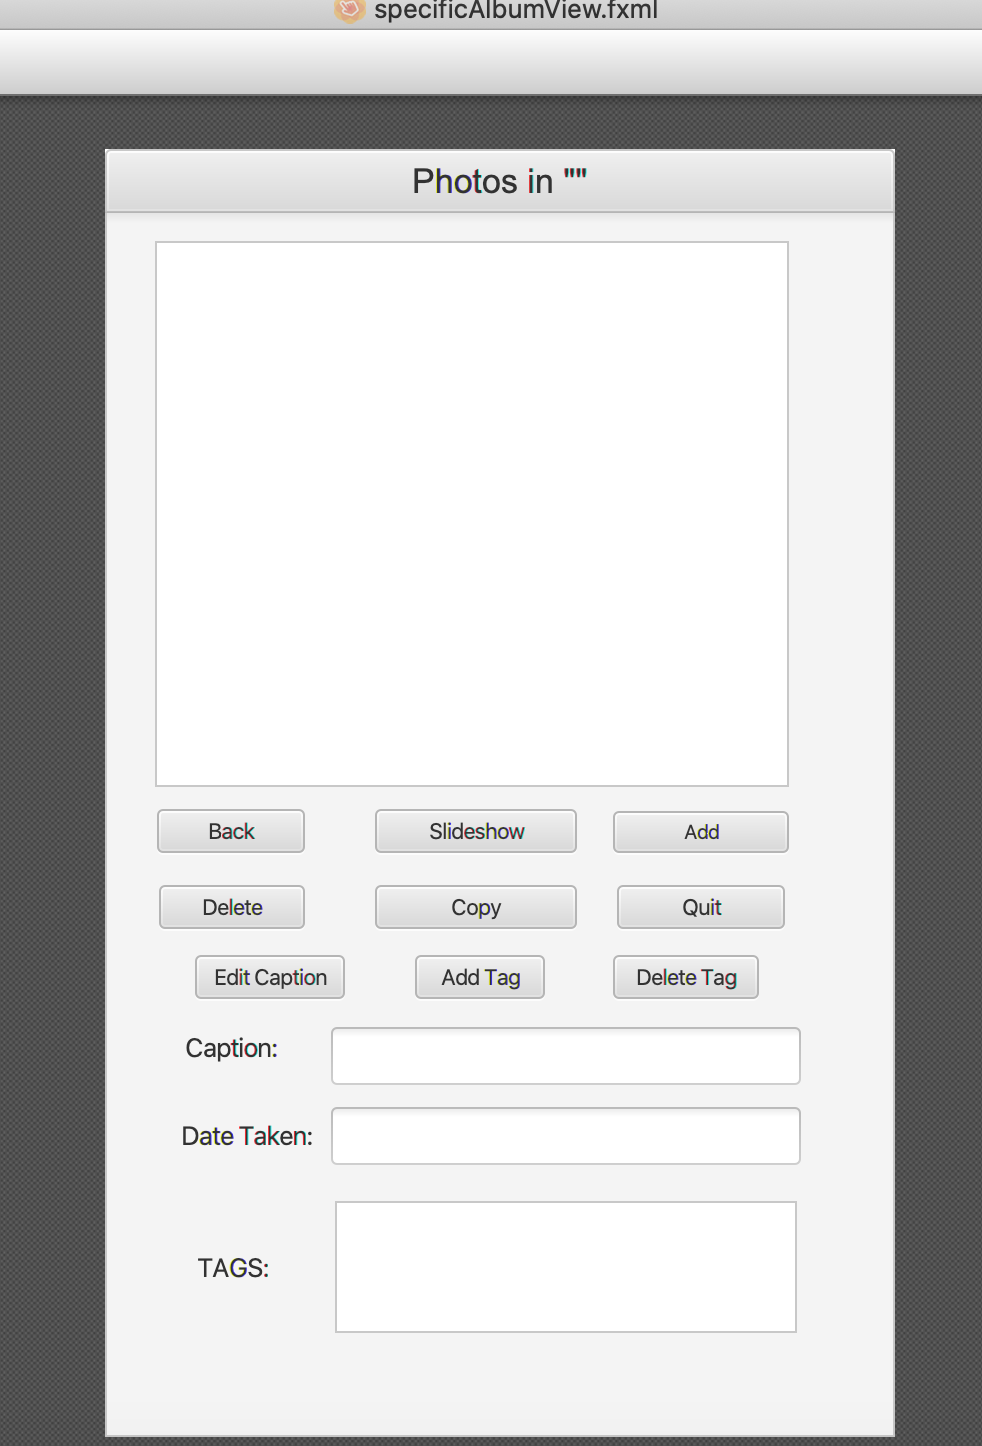 specificAlbumView.fxml
Photos in ""
Back Slideshow Add
Delete Copy Quit
Edit Caption Add Tag Delete Tag
Caption:
Date Taken:
TAGS: